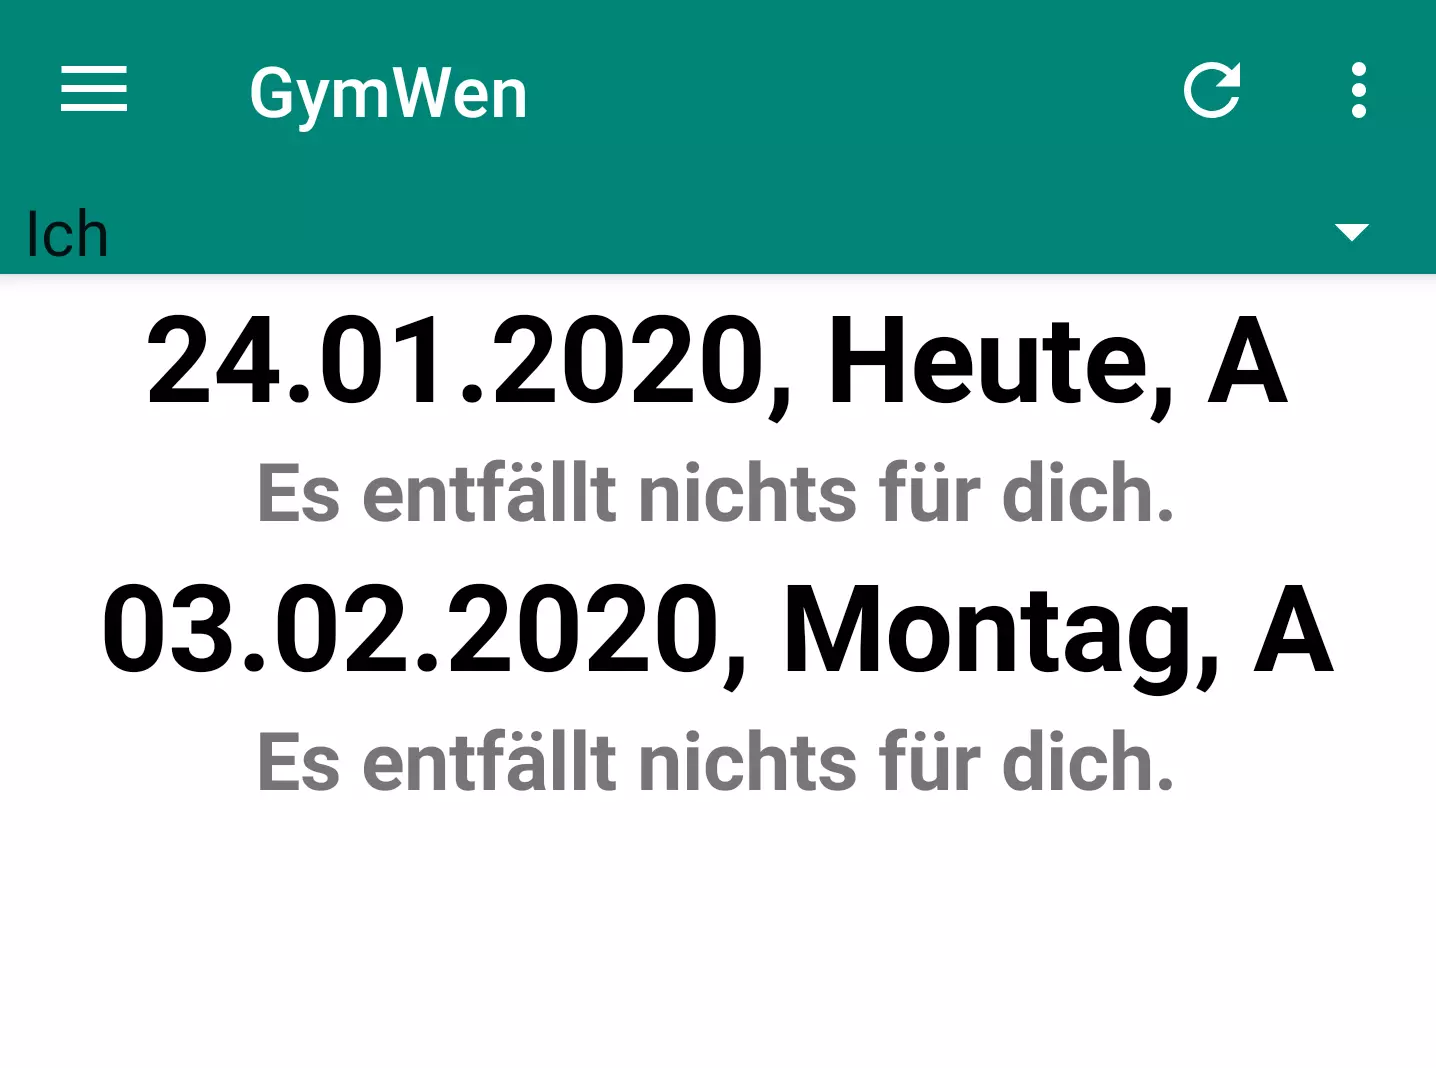 GymWen
Ich
24.01.2020, Heute, A
Es entfällt nichts für dich.
03.02.2020, Montag, A
Es entfällt nichts für dich.